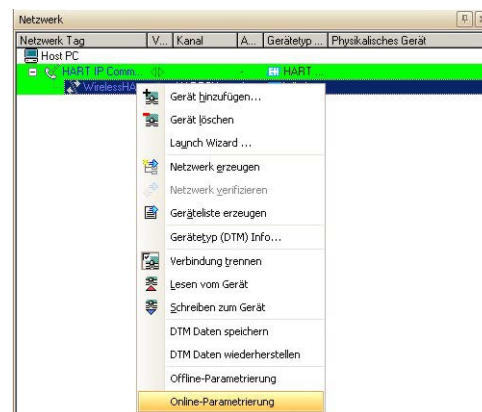 Netzwerk
Netzwerk Tag V... Kanal A... Gerätetyp ... Physikalisches Gerät
Host PC
HART IP Comm... - HART ...
WirelessHA
Gerät hinzufügen...
Gerät löschen
Launch Wizard ...
Netzwerk erzeugen
Netzwerk verifizieren
Geräteliste erzeugen
Gerätetyp (DTM) Info...
Verbindung trennen
Lesen vom Gerät
Schreiben zum Gerät
DTM Daten speichern
DTM Daten wiederherstellen
Offline-Parametrierung
Online-Parametrierung